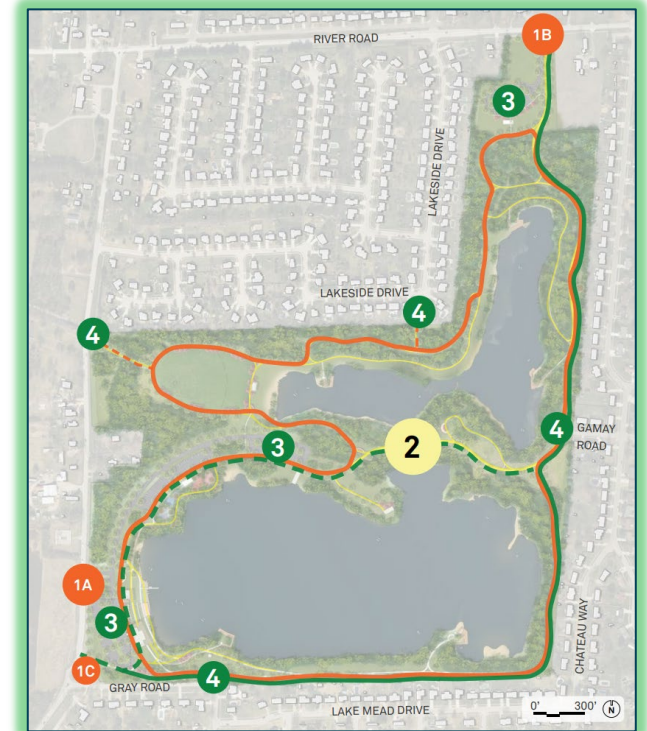 RIVER ROAD
1B
3
LAKESIDE DRIVE
LAKESIDE DRIVE
4
4
2
3
4
GAMAY
ROAD
1A
3
1C
4
GRAY ROAD
CHATEAU WAY
LAKE MEAD DRIVE
0' 300'
N